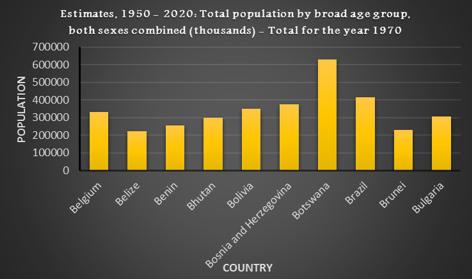 Estimates, 1950 – 2020: Total population by broad age group,
both sexes combined (thousands) – Total for the year 1970
700000
600000
500000
400000
300000
200000
100000
0
POPULATION
Belgium
Belize
Benin
Bhutan
Bolivia
Bosnia and Herzegovina
Botswana
Brazil
Brunei
Bulgaria
COUNTRY